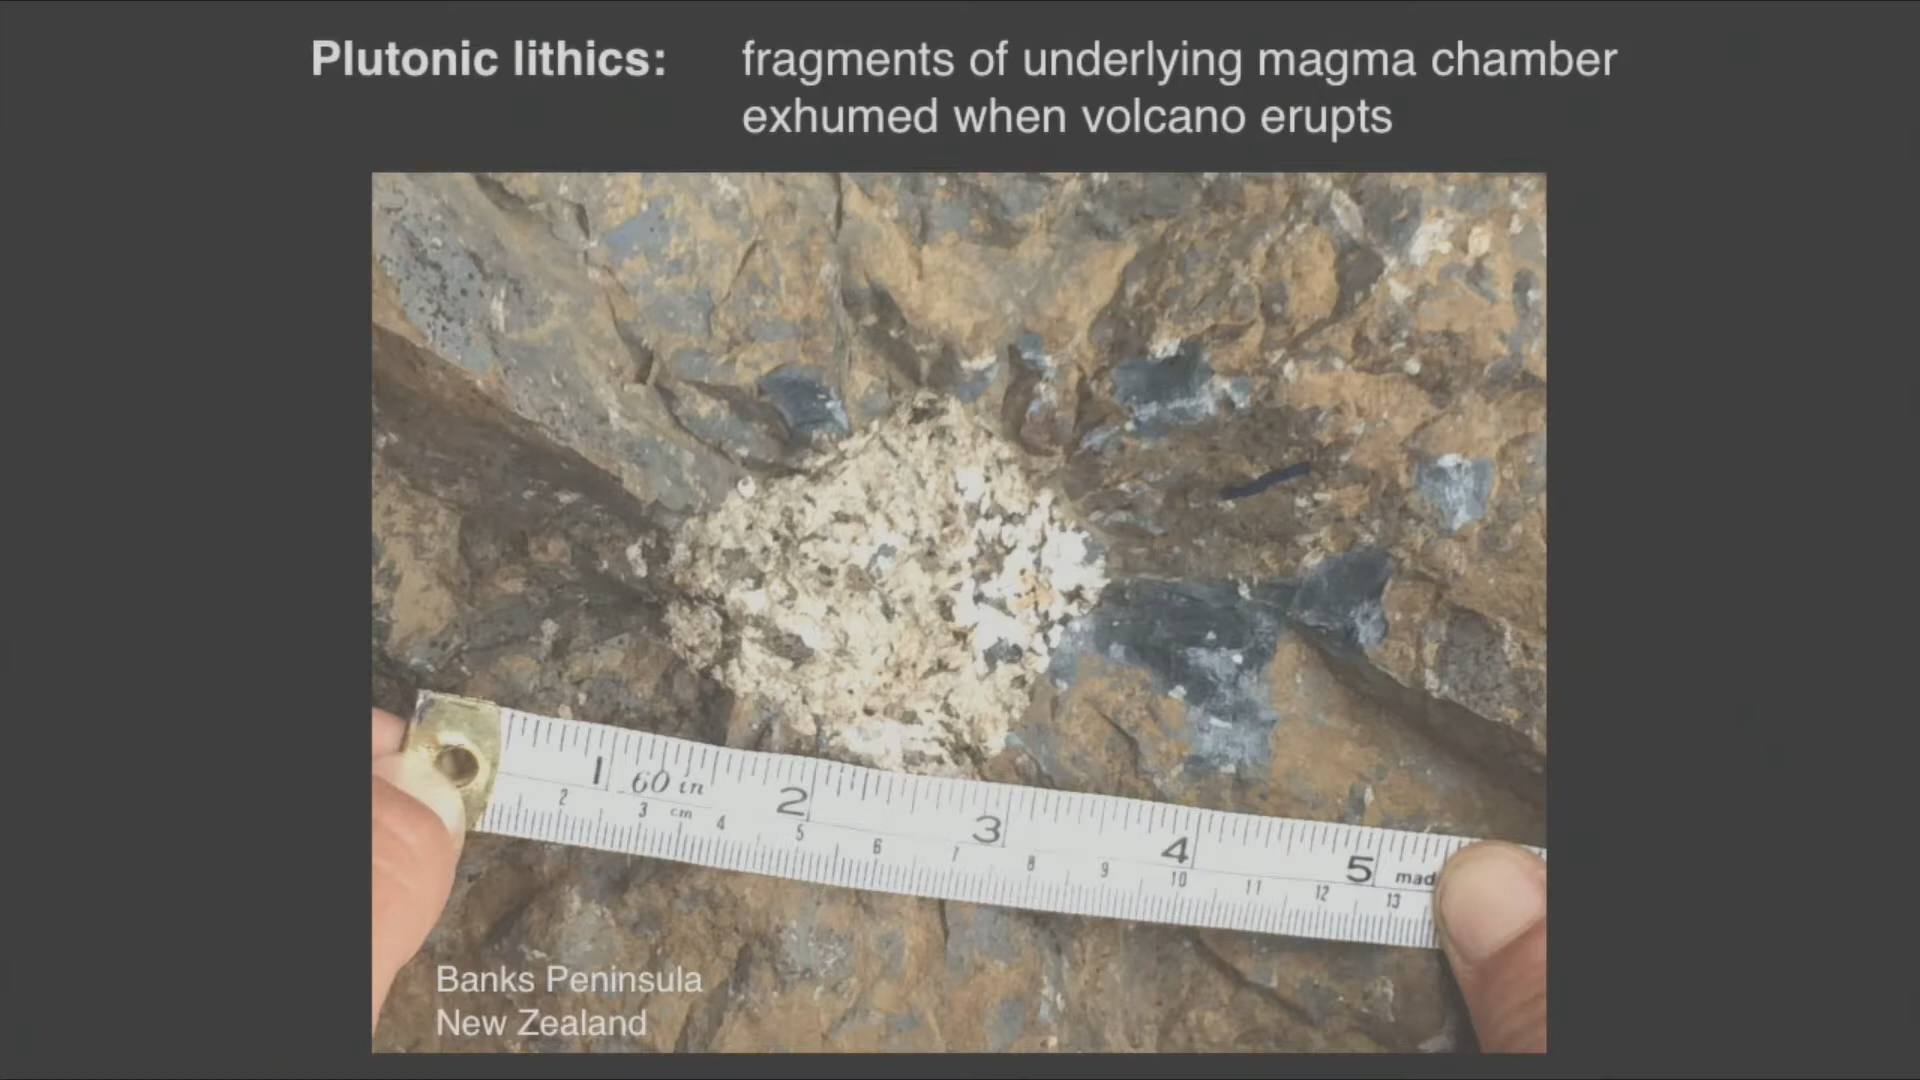 Plutonic lithics: fragments of underlying magma chamber
exhumed when volcano erupts
1 60 in 2 3 4 5 mad
2 3 cm 4 5 6 7 8 9 10 11 12 13
Banks Peninsula
New Zealand